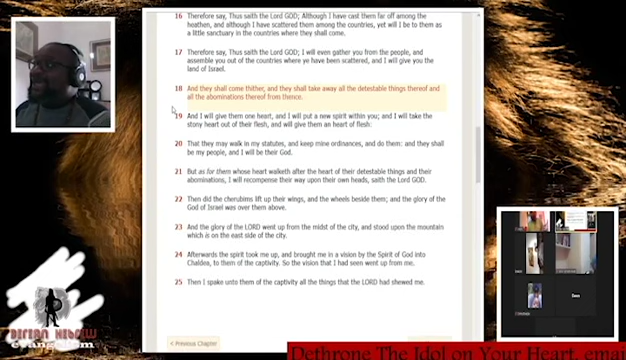 16 Therefore say, Thus saith the Lord GOD; Although I have cast them far off among the
heathen, and although I have scattered them among the countries, yet will I be to them as
a little sanctuary in the countries where they shall come.
17 Therefore say, Thus saith the Lord GOD; I will even gather you from the people, and
assemble you out of the countries where ye have been scattered, and I will give you the
land of Israel.
18 And they shall come thither, and they shall take away all the detestable things thereof and
all the abominations thereof from thence.
19 And I will give them one heart, and I will put a new spirit within you; and I will take the
stony heart out of their flesh, and will give them an heart of flesh:
20 That they may walk in my statutes, and keep mine ordinances, and do them: and they shall
be my people, and I will be their God.
21 But as for them whose heart walketh after the heart of their detestable things and their
abominations, I will recompense their way upon their own heads, saith the Lord GOD.
22 Then did the cherubims lift up their wings, and the wheels beside them; and the glory of the
God of Israel was over them above.
23 And the glory of the LORD went up from the midst of the city, and stood upon the mountain
which is on the east side of the city.
24 Afterwards the spirit took me up, and brought me in a vision by the Spirit of God into
Chaldea, to them of the captivity. So the vision that I had seen went up from me.
25 Then I spake unto them of the captivity all the things that the LORD had shewed me.
< Previous Chapter
BEREAN HEBREW
Dethrone The Idol on Your Heart, emai